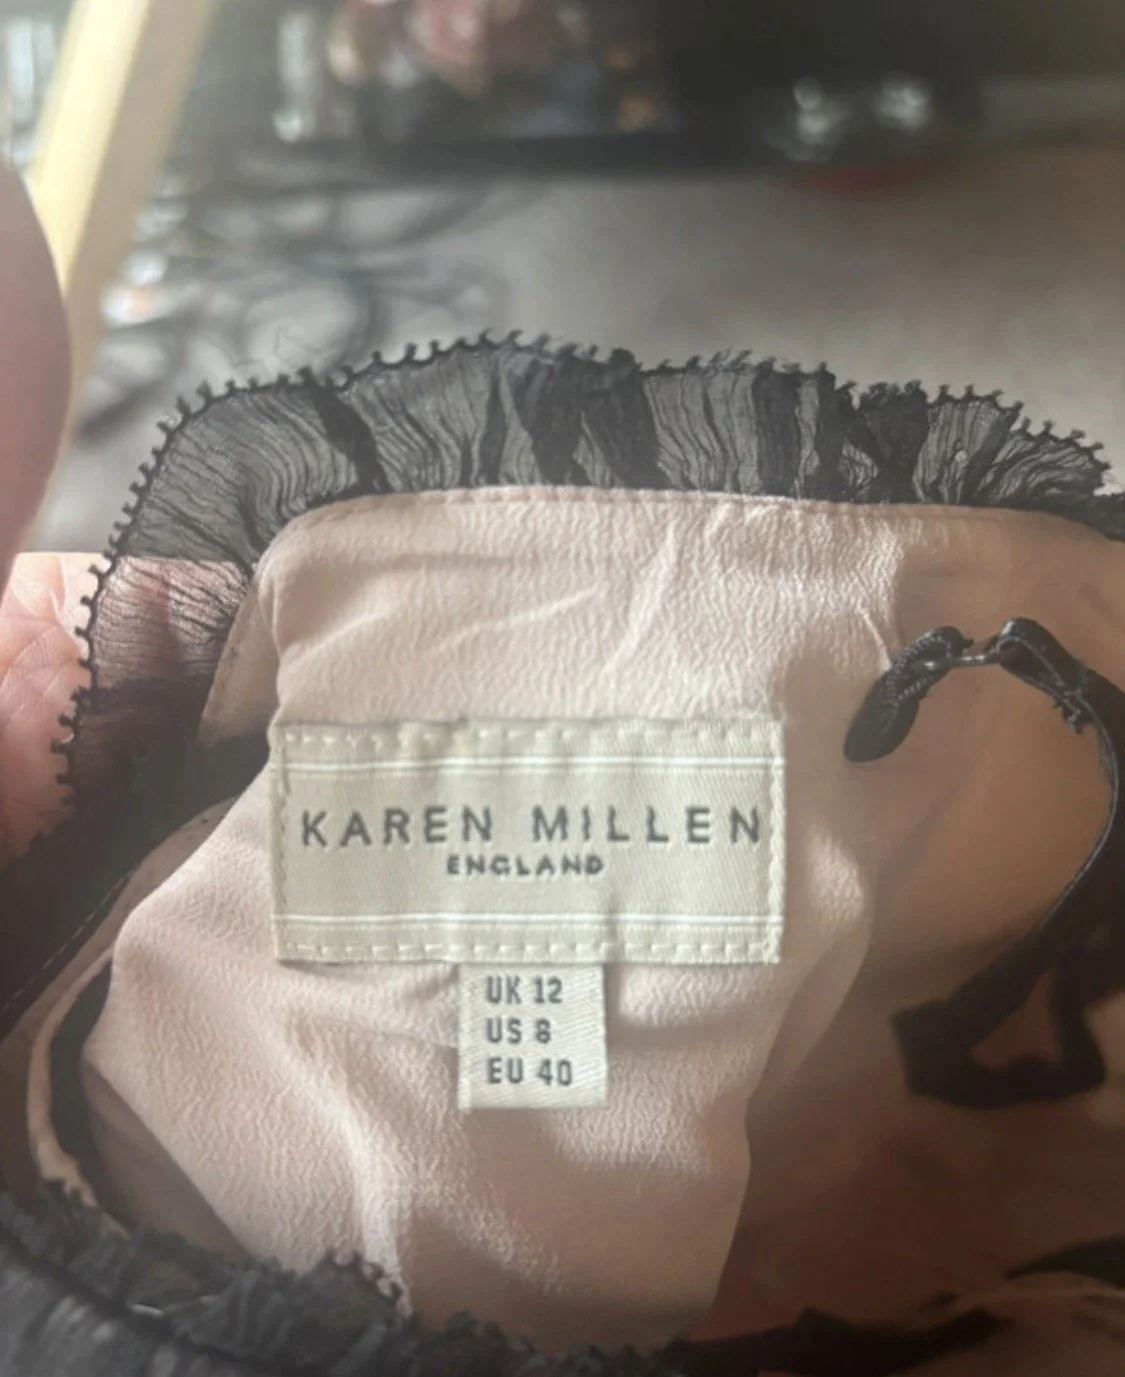 KAREN MILLEN
ENGLAND
UK 12
US 8
EU 40